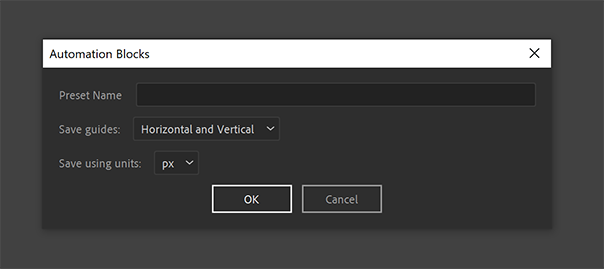 Automation Blocks
Preset Name
Save guides: Horizontal and Vertical
Save using units: px
OK Cancel